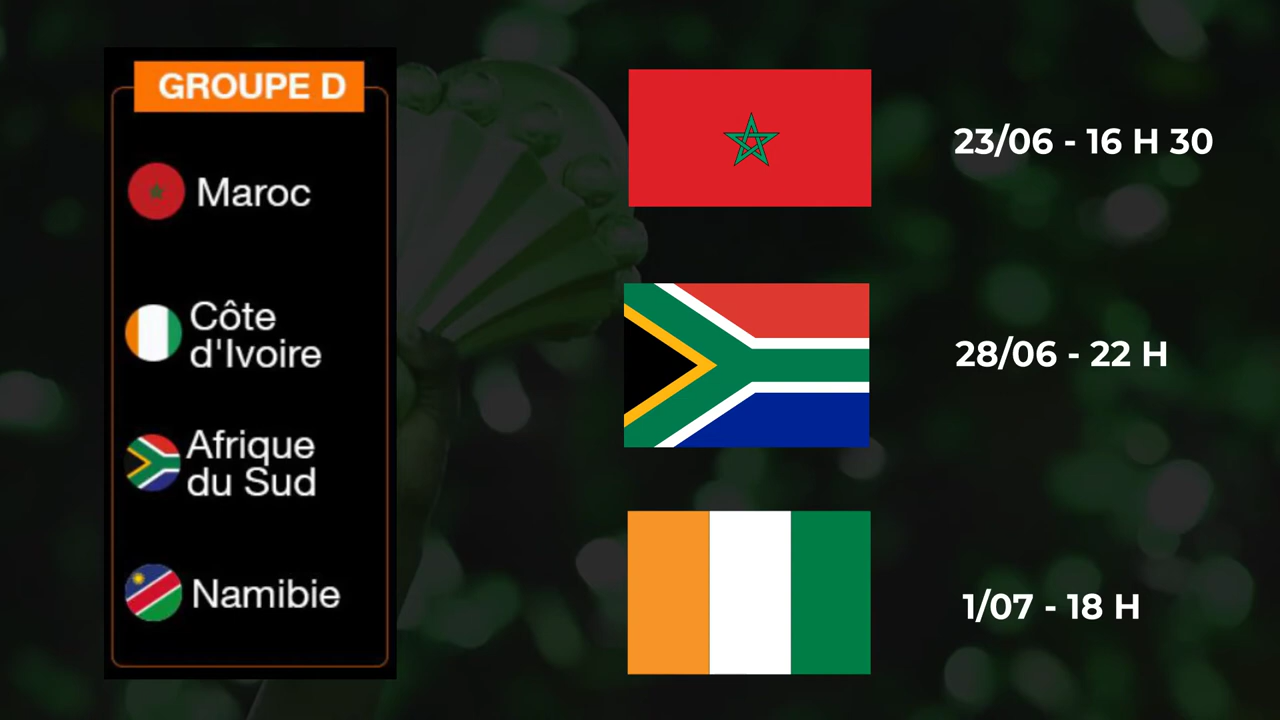 GROUPE D
Maroc
Côte
d'Ivoire
Afrique
du Sud
Namibie
23/06 - 16 H 30
28/06 - 22 H
1/07 - 18 H